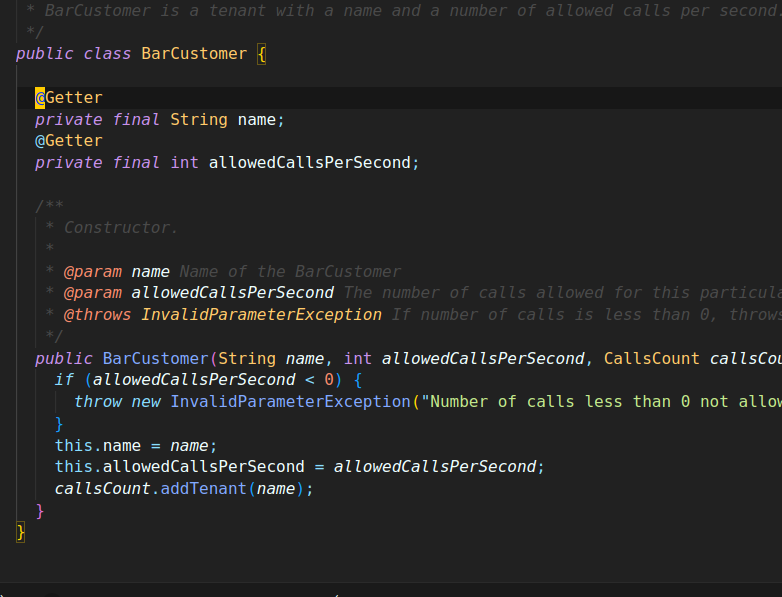 * BarCustomer is a tenant with a name and a number of allowed calls per second.
*/
public class BarCustomer {
@Getter
private final String name;
@Getter
private final int allowedCallsPerSecond;
/**
* Constructor.
*
* @param name Name of the BarCustomer
* @param allowedCallsPerSecond The number of calls allowed for this particula
* @throws InvalidParameterException If number of calls is less than 0, throws
*/
public BarCustomer(String name, int allowedCallsPerSecond, CallsCount callsCou
if (allowedCallsPerSecond < 0) {
throw new InvalidParameterException("Number of calls less than 0 not allow
}
this.name = name;
this.allowedCallsPerSecond = allowedCallsPerSecond;
callsCount.addTenant(name);
}
}